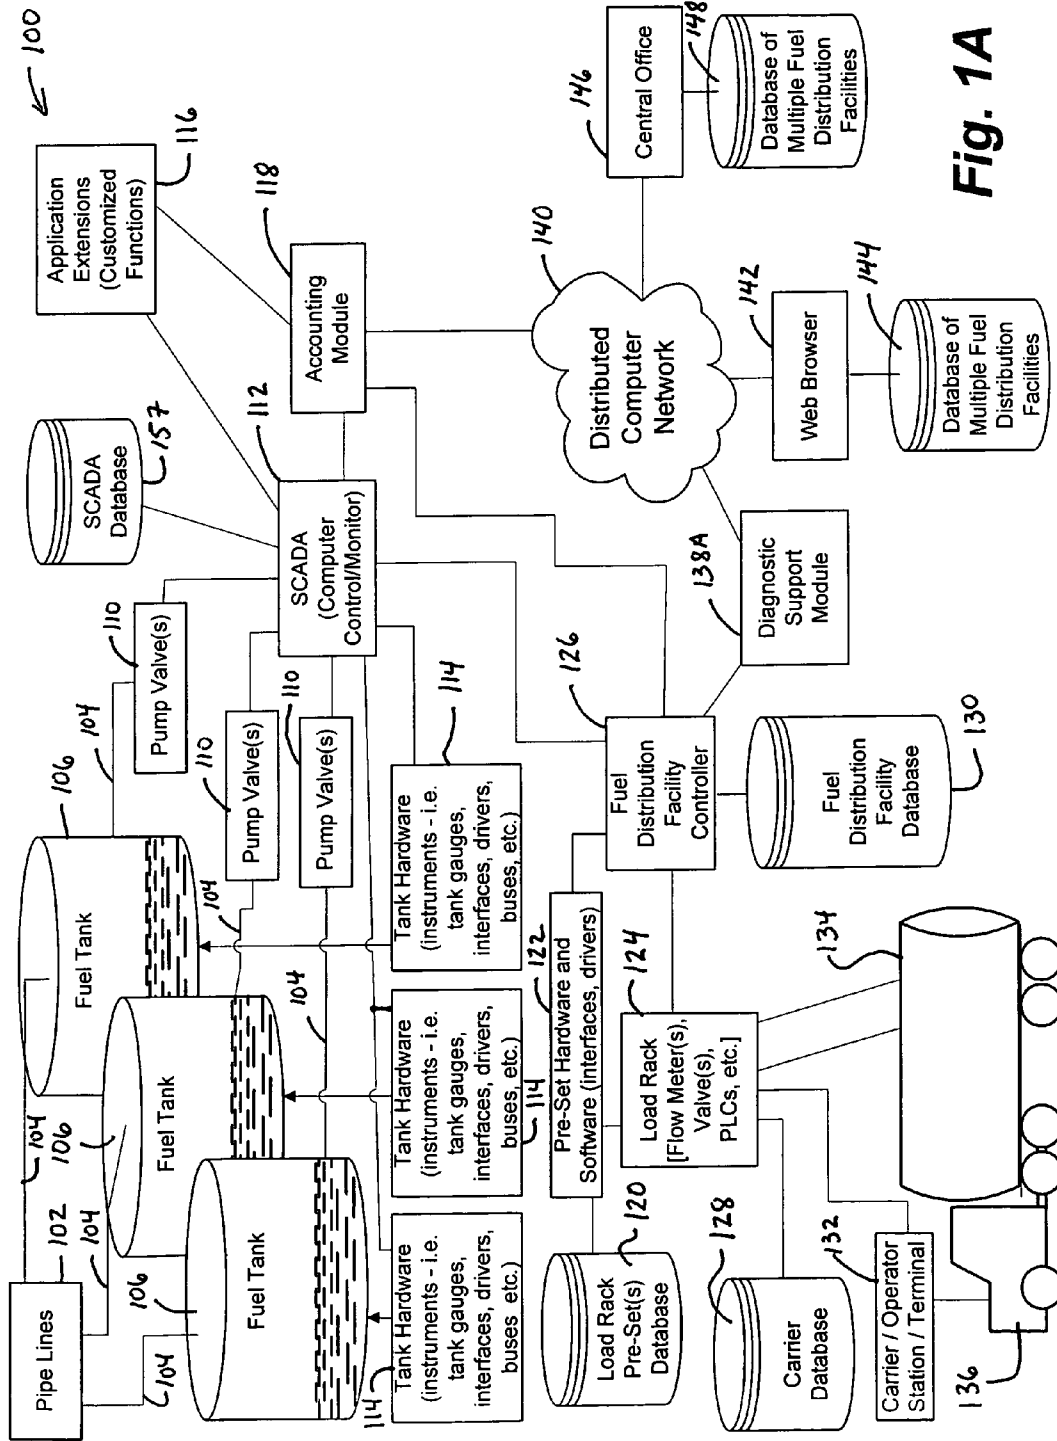 100
Pipe Lines
102
104
104
104
Fuel Tank
106
Fuel Tank
106
Fuel Tank
106
104
104
104
Pump Valve(s)
110
Pump Valve(s)
110
Pump Valve(s)
110
SCADA
Database
157
Application
Extensions
(Customized
Functions)
116
SCADA
(Computer
Control/Monitor)
112
Accounting
Module
118
Tank Hardware
(instruments - i.e.
tank gauges,
interfaces, drivers,
buses etc.)
114
Tank Hardware
(instruments - i.e.
tank gauges,
interfaces, drivers,
buses, etc.)
114
Tank Hardware
(instruments - i.e.
tank gauges,
interfaces, drivers,
buses, etc.)
114
Load Rack
Pre-Set(s)
Database
120
Pre-Set Hardware and
Software (interfaces, drivers)
122
Fuel
Distribution
Facility
Controller
126
Distributed
Computer
Network
140
Central Office
146
Database of
Multiple Fuel
Distribution
Facilities
148
Carrier
Database
128
Load Rack
[Flow Meter(s),
Valve(s),
PLCs, etc.]
124
Fuel
Distribution
Facility
Database
130
Diagnostic
Support
Module
138A
Web Browser
142
Database of
Multiple Fuel
Distribution
Facilities
144
Carrier / Operator
Station / Terminal
132
134
136
Fig. 1A